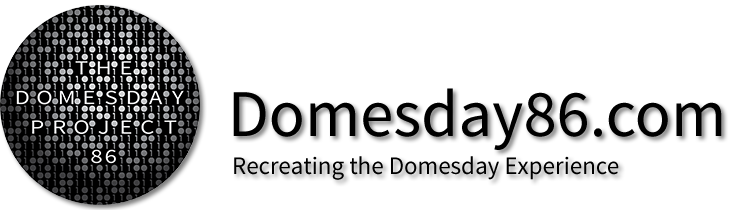 THE
DOMESDAY
PROJECT
86
Domesday86.com
Recreating the Domesday Experience